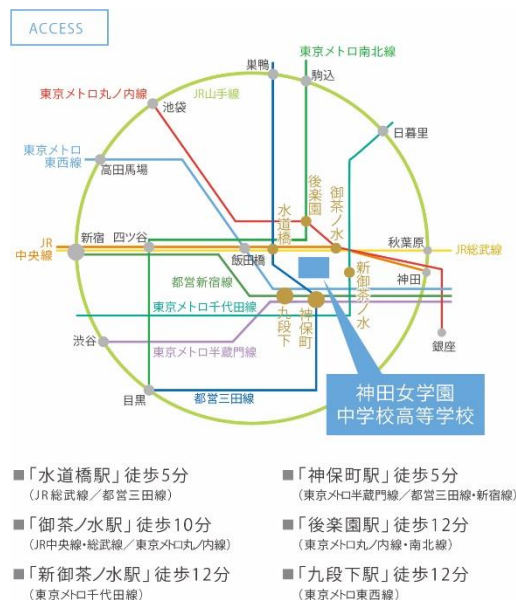 ACCESS
東京メトロ南北線
巣鴨
駒込
東京メトロ丸ノ内線
JR山手線
池袋
日暮里
東京メトロ
東西線
高田馬場
後楽園
御茶ノ水
水道橋
新宿
四ツ谷
秋葉原
JR
中央線
飯田橋
JR総武線
神田
新御茶ノ水
都営新宿線
東京メトロ千代田線
九段下
神保町
渋谷
東京メトロ半蔵門線
銀座
目黒
都営三田線
神田女学園
中学校高等学校
■「水道橋駅」徒歩5分
(JR総武線/都営三田線)
■「神保町駅」徒歩5分
(東京メトロ半蔵門線/都営三田線・新宿線)
■「御茶ノ水駅」徒歩10分
(JR中央線・総武線/東京メトロ丸ノ内線)
■「後楽園駅」徒歩12分
(東京メトロ丸ノ内線・南北線)
■「新御茶ノ水駅」徒歩12分
(東京メトロ千代田線)
■「九段下駅」徒歩12分
(東京メトロ東西線)